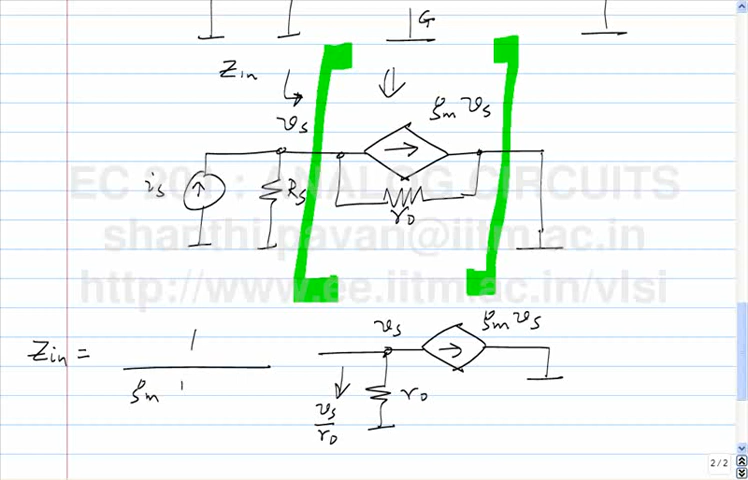 G
Zin
gm vs
vs
is
Rs
ro
EC 201: ANALOG CIRCUITS
shanthi.pavan@iitm.ac.in
http://www.ee.iitm.ac.in/vlsi
vs
gm vs
Zin = 1
gm
ro
vs
ro
2 / 2